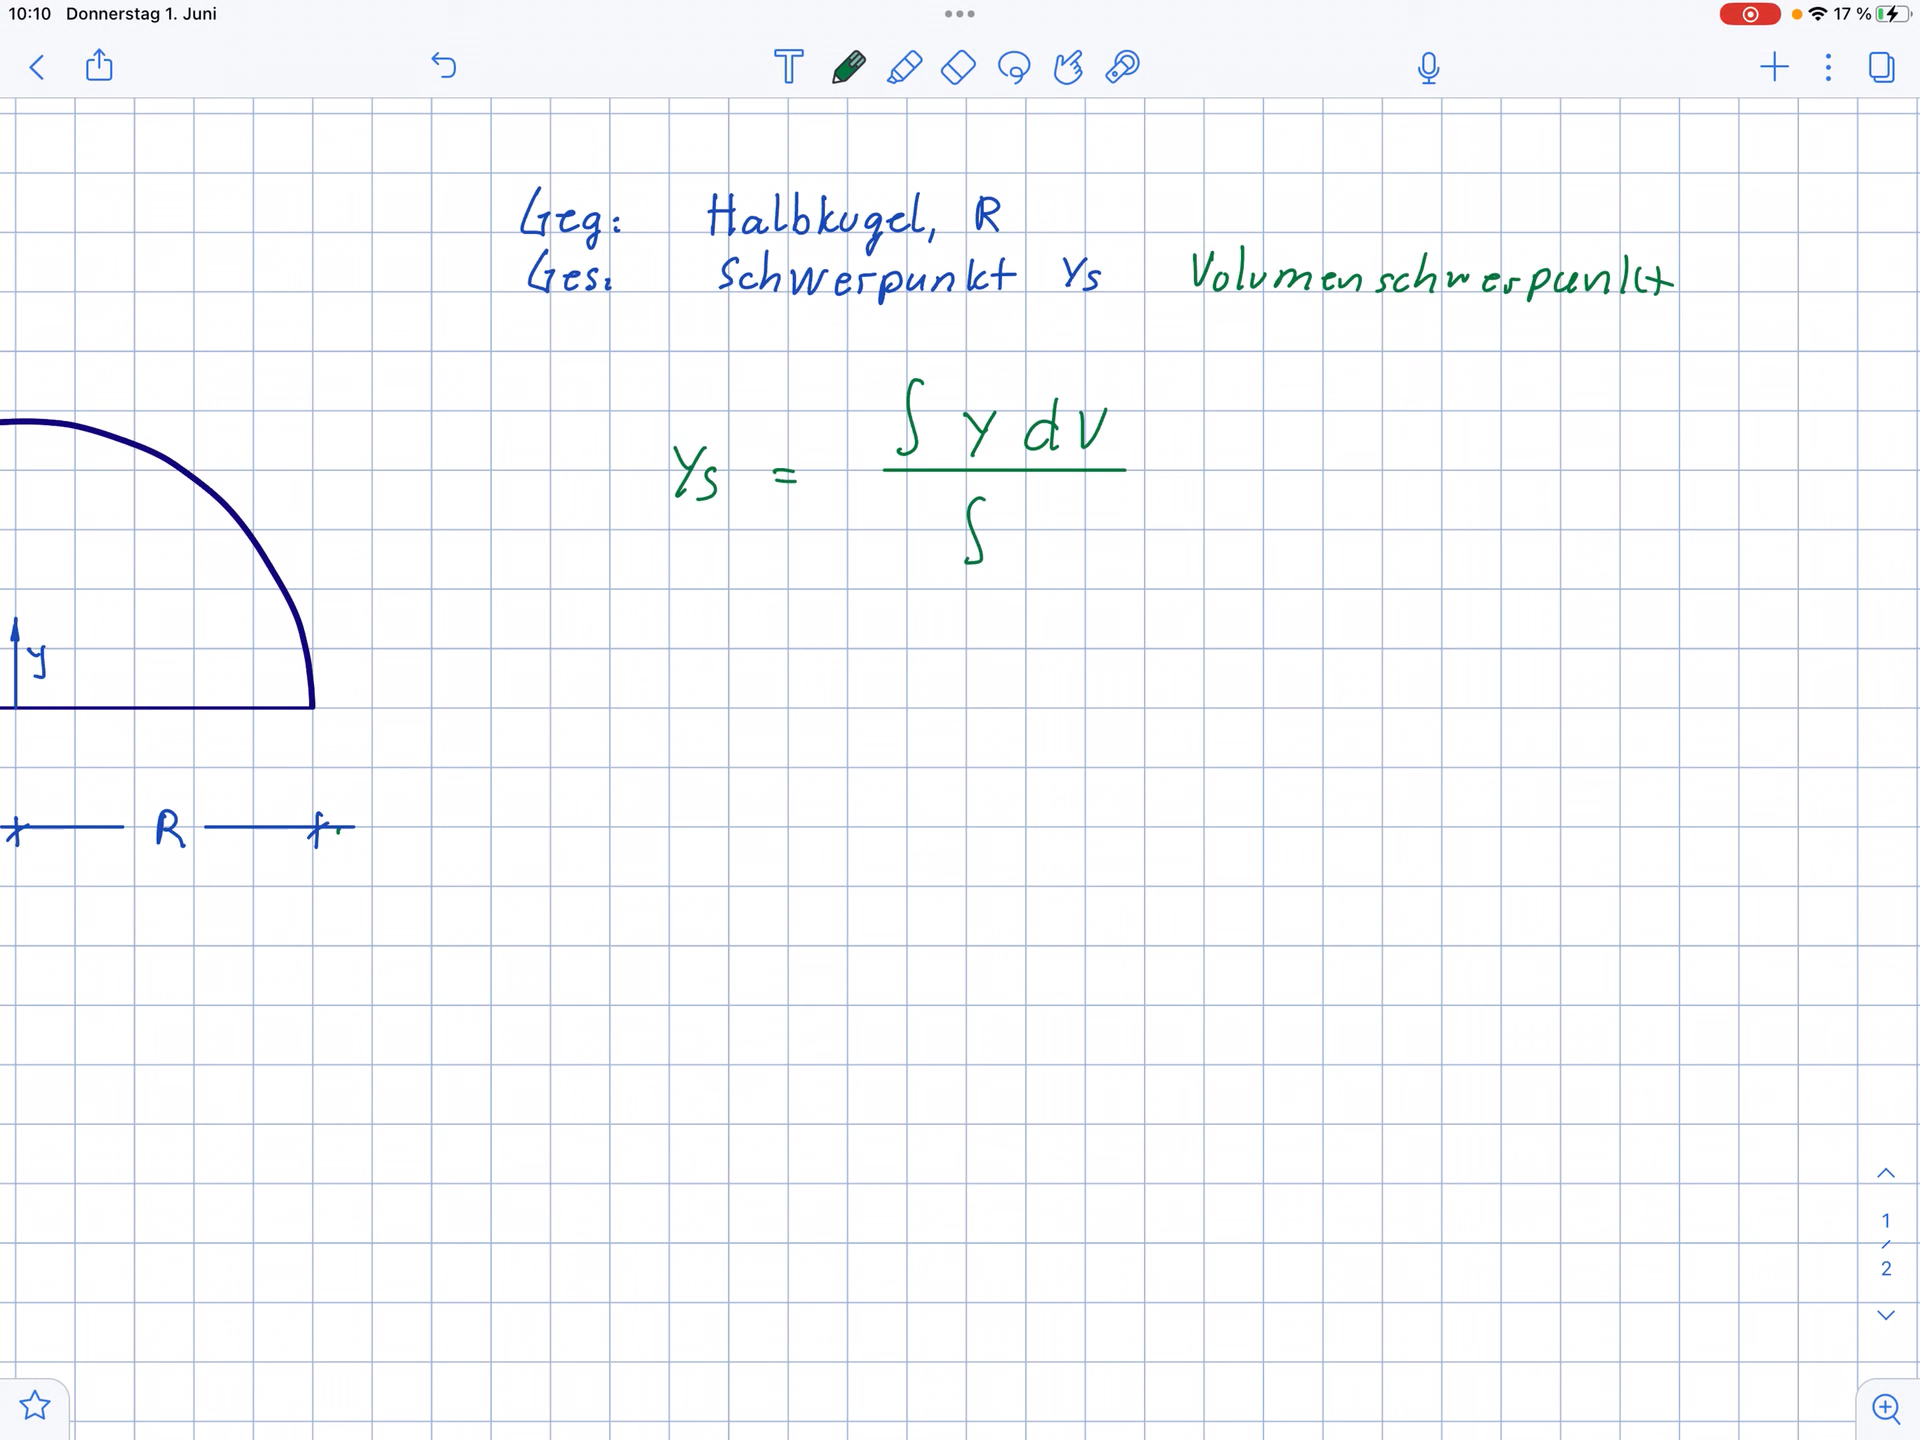 10:10 Donnerstag 1. Juni
17 %
Geg: Halbkugel, R
Ges: Schwerpunkt Ys Volumenschwerpunkt
Ys = ∫ y dV
∫
y
R
1
/
2